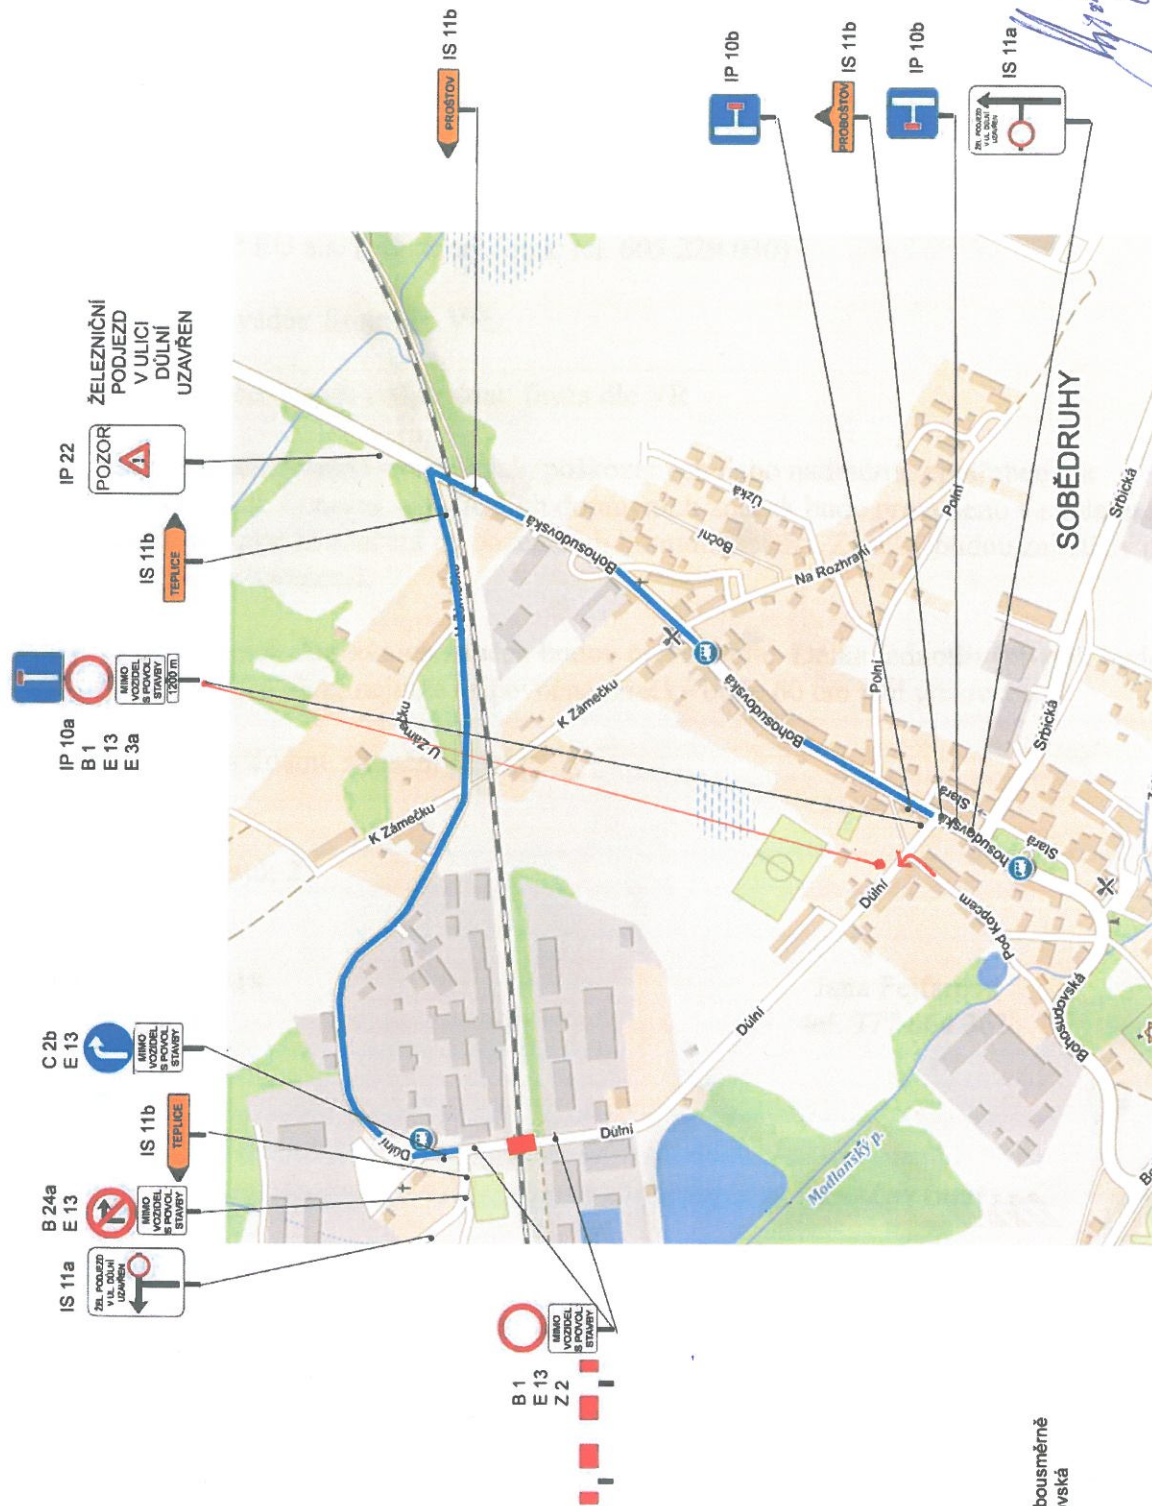 IS 11a
ŽEL. PODJEZD
V UL. DŮLNÍ
UZAVŘEN
B 24a
E 13
MIMO
VOZIDEL
S POVOL.
STAVBY
IS 11b
TEPLICE
C 2b
E 13
MIMO
VOZIDEL
S POVOL.
STAVBY
IP 10a
B 1
E 13
E 3a
MIMO
VOZIDEL
S POVOL.
STAVBY
1200 m
IS 11b
TEPLICE
IP 22
POZOR
ŽELEZNIČNÍ
PODJEZD
V ULICI
DŮLNÍ
UZAVŘEN
IS 11b
PROŠTOV
B 1
E 13
Z 2
MIMO
VOZIDEL
S POVOL.
STAVBY
Důlní
Důlní
Důlní
Důlní
K Zámečku
U Zámečku
U Zámečku
K Zámečku
Bohosudovská
Bohosudovská
Bohosudovská
hosudovská
Bohosudovská
Úzká
Boční
Na Rozhraní
Polní
Polní
Srbická
Srbická
Stará
Stará
Pod Kopcem
Modlanský p.
SOBĚDRUHY
IP 10b
IS 11b
PROBOŠTOV
IP 10b
IS 11a
ŽEL. PODJEZD
V UL. DŮLNÍ
UZAVŘEN
bousměrně
vská